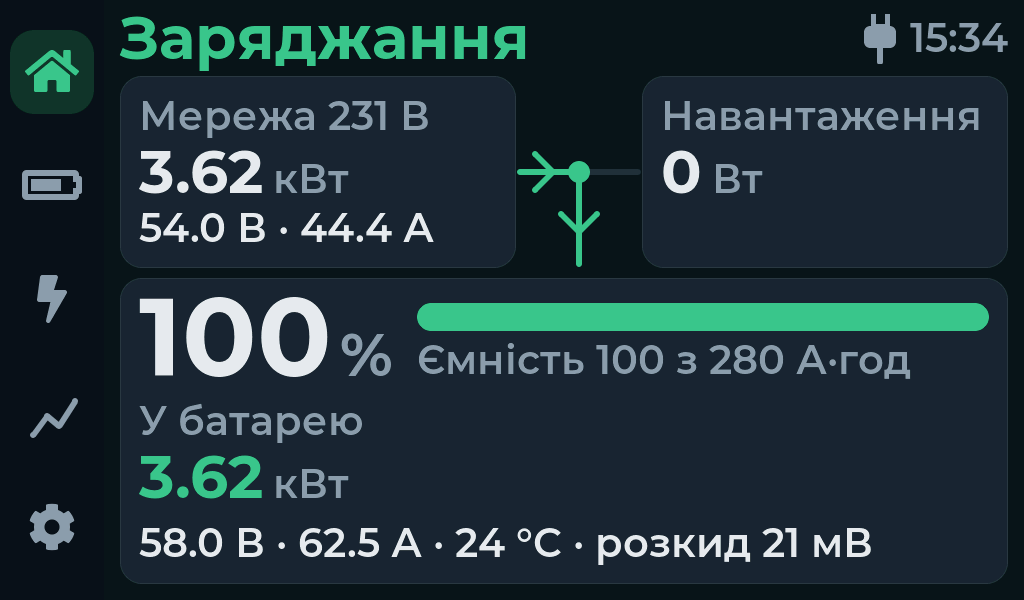 Заряджання
15:34
Мережа 231 В
3.62 кВт
54.0 В · 44.4 А
Навантаження
0 Вт
100 %
Ємність 100 з 280 А·год
У батарею
3.62 кВт
58.0 В · 62.5 А · 24 °C · розкид 21 мВ